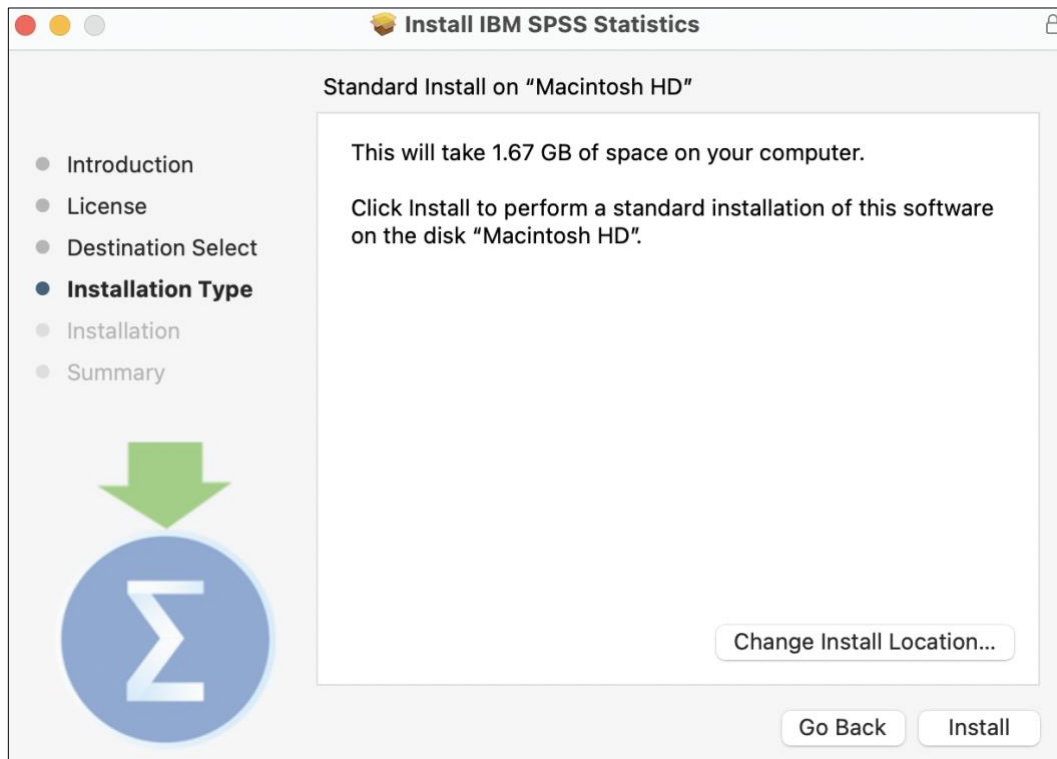 Install IBM SPSS Statistics
Standard Install on “Macintosh HD”
Introduction
License
Destination Select
Installation Type
Installation
Summary
This will take 1.67 GB of space on your computer.
Click Install to perform a standard installation of this software
on the disk “Macintosh HD”.
Σ
Change Install Location...
Go Back
Install